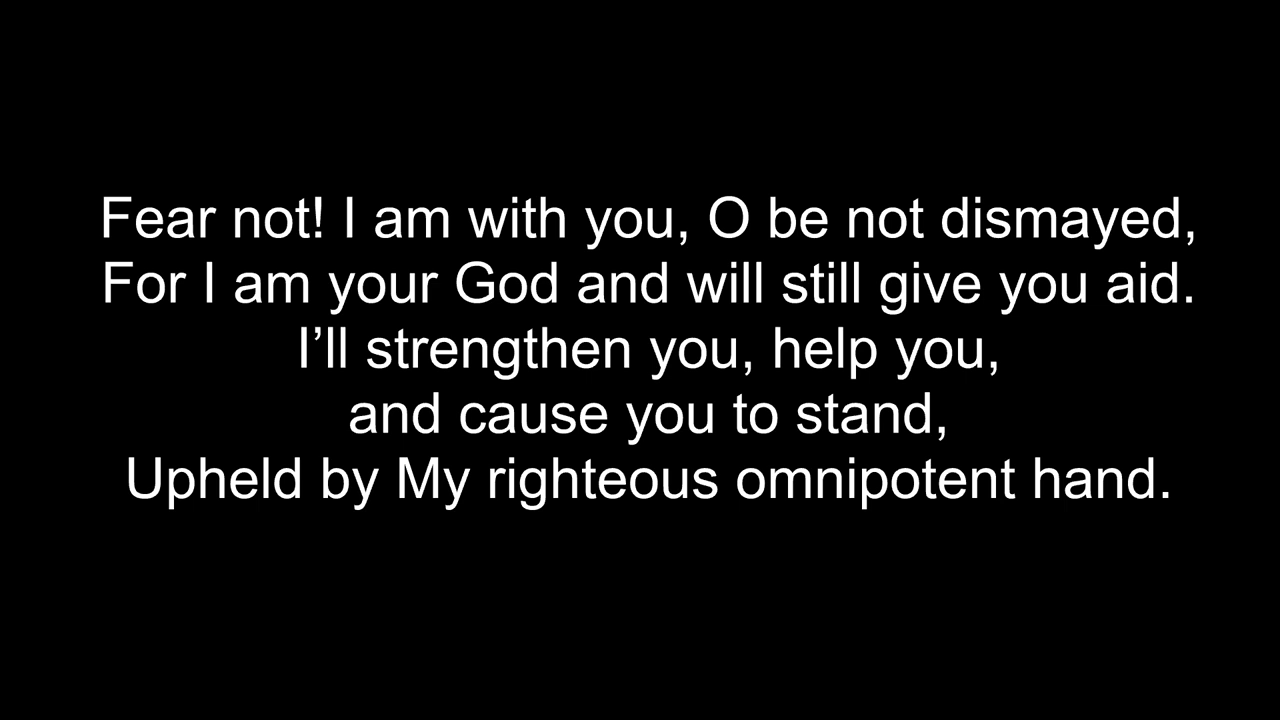 Fear not! I am with you, O be not dismayed,
For I am your God and will still give you aid.
I’ll strengthen you, help you,
and cause you to stand,
Upheld by My righteous omnipotent hand.